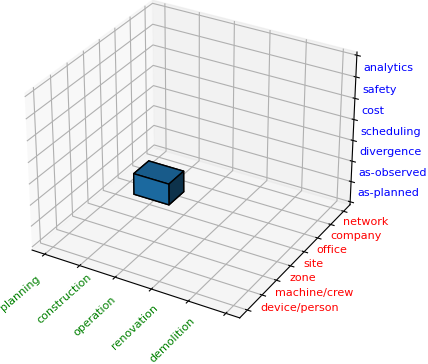 analytics
safety
cost
scheduling
divergence
as-observed
as-planned
network
company
office
site
zone
machine/crew
device/person
planning
construction
operation
renovation
demolition